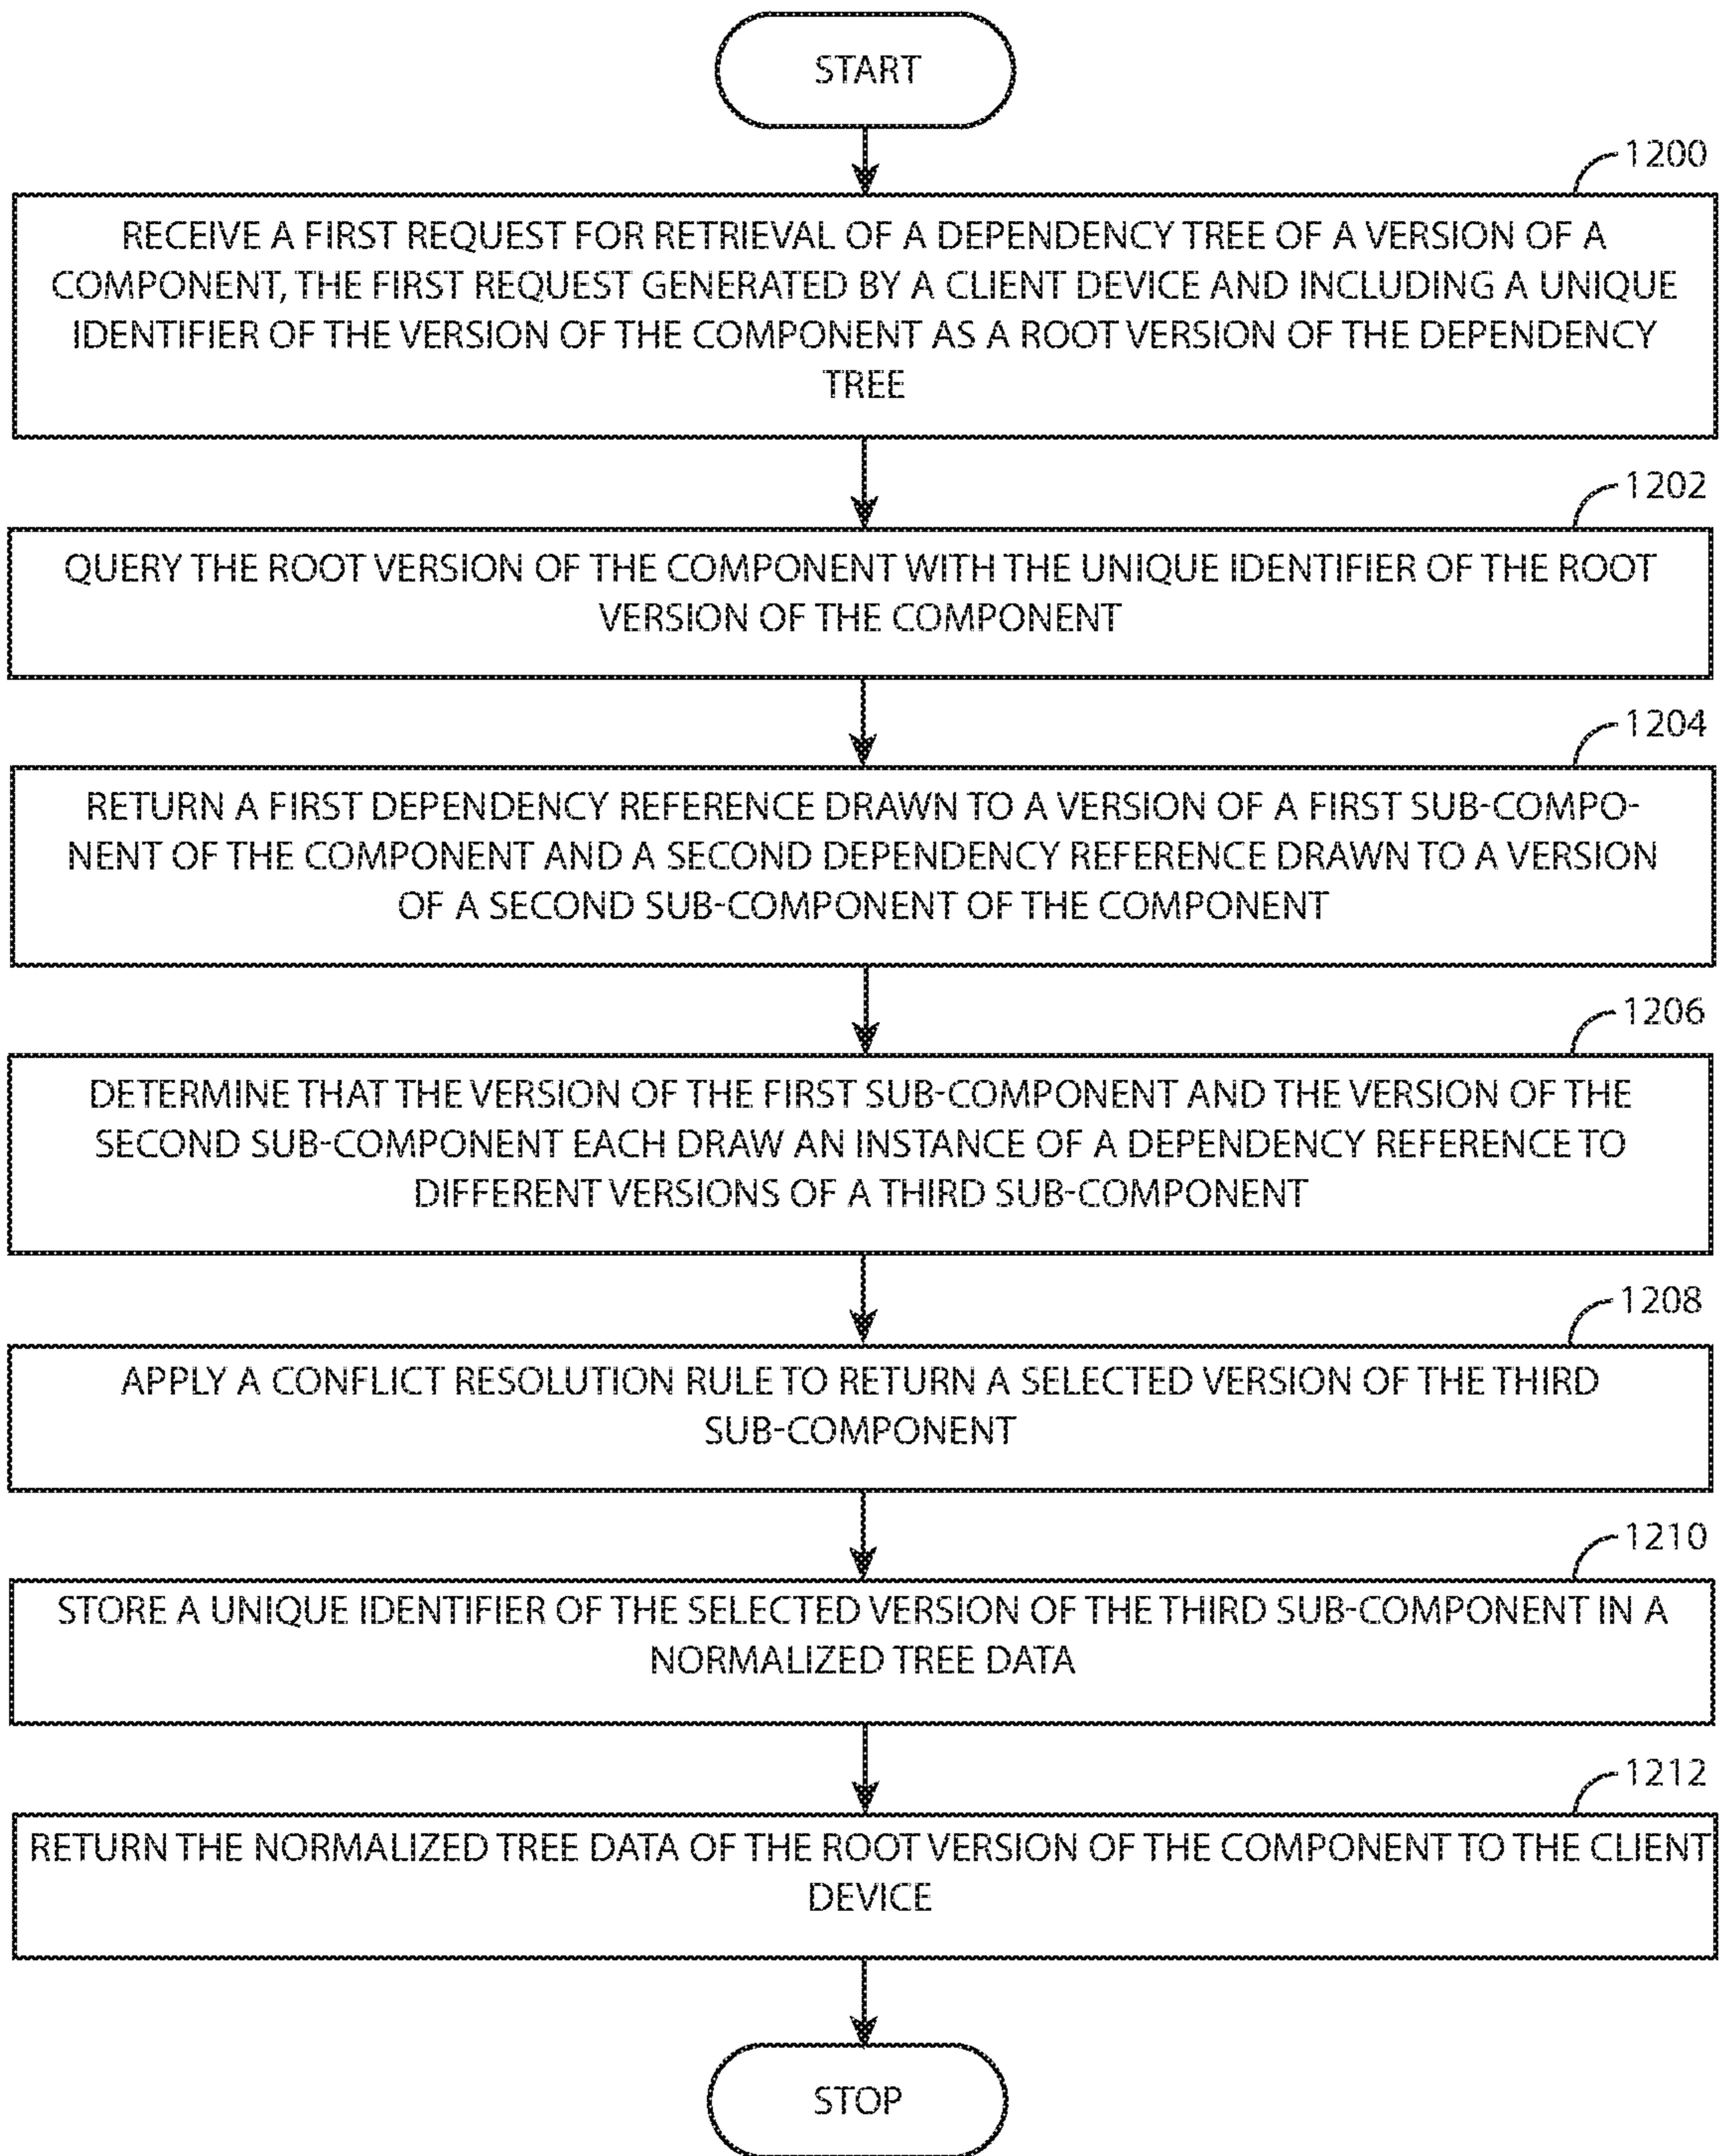 START
1200
RECEIVE A FIRST REQUEST FOR RETRIEVAL OF A DEPENDENCY TREE OF A VERSION OF A
COMPONENT, THE FIRST REQUEST GENERATED BY A CLIENT DEVICE AND INCLUDING A UNIQUE
IDENTIFIER OF THE VERSION OF THE COMPONENT AS A ROOT VERSION OF THE DEPENDENCY
TREE
1202
QUERY THE ROOT VERSION OF THE COMPONENT WITH THE UNIQUE IDENTIFIER OF THE ROOT
VERSION OF THE COMPONENT
1204
RETURN A FIRST DEPENDENCY REFERENCE DRAWN TO A VERSION OF A FIRST SUB-COMPO-
NENT OF THE COMPONENT AND A SECOND DEPENDENCY REFERENCE DRAWN TO A VERSION
OF A SECOND SUB-COMPONENT OF THE COMPONENT
1206
DETERMINE THAT THE VERSION OF THE FIRST SUB-COMPONENT AND THE VERSION OF THE
SECOND SUB-COMPONENT EACH DRAW AN INSTANCE OF A DEPENDENCY REFERENCE TO
DIFFERENT VERSIONS OF A THIRD SUB-COMPONENT
1208
APPLY A CONFLICT RESOLUTION RULE TO RETURN A SELECTED VERSION OF THE THIRD
SUB-COMPONENT
1210
STORE A UNIQUE IDENTIFIER OF THE SELECTED VERSION OF THE THIRD SUB-COMPONENT IN A
NORMALIZED TREE DATA
1212
RETURN THE NORMALIZED TREE DATA OF THE ROOT VERSION OF THE COMPONENT TO THE CLIENT
DEVICE
STOP